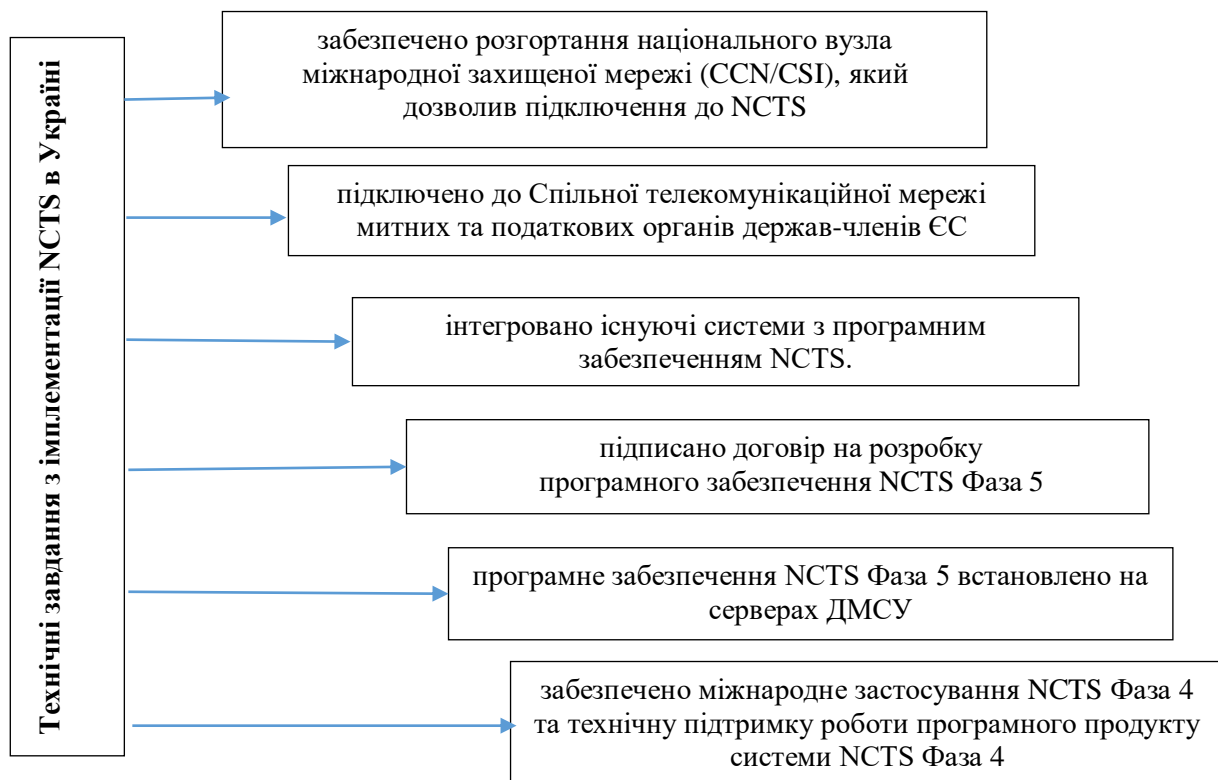 Технічні завдання з імплементації NCTS в Україні
забезпечено розгортання національного вузла
міжнародної захищеної мережі (CCN/CSI), який
дозволив підключення до NCTS
підключено до Спільної телекомунікаційної мережі
митних та податкових органів держав-членів ЄС
інтегровано існуючі системи з програмним
забезпеченням NCTS.
підписано договір на розробку
програмного забезпечення NCTS Фаза 5
програмне забезпечення NCTS Фаза 5 встановлено на
серверах ДМСУ
забезпечено міжнародне застосування NCTS Фаза 4
та технічну підтримку роботи програмного продукту
системи NCTS Фаза 4